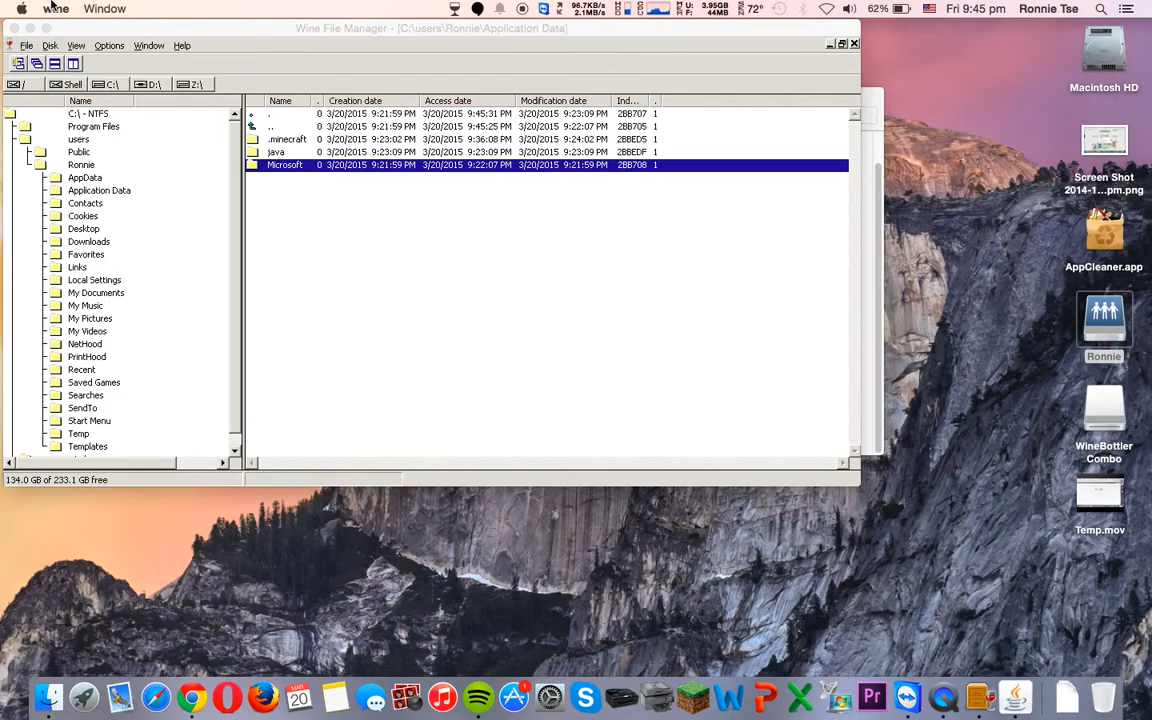 wine Window 96.7KB/s 2.1MB/s U: 3.95GB F: 44MB 72° 62% Fri 9:45 pm Ronnie Tse
Wine File Manager - [C:\users\Ronnie\Application Data]
File Disk View Options Window Help
/ Shell C:\ D:\ Z:\
Name Name . Creation date Access date Modification date Ind... .
C:\ - NTFS . 0 3/20/2015 9:21:59 PM 3/20/2015 9:45:31 PM 3/20/2015 9:23:09 PM 2BB707 1
Program Files .. 0 3/20/2015 9:21:59 PM 3/20/2015 9:45:25 PM 3/20/2015 9:22:07 PM 2BB705 1
users .minecraft 0 3/20/2015 9:23:02 PM 3/20/2015 9:36:08 PM 3/20/2015 9:24:02 PM 2BBED5 1
Public java 0 3/20/2015 9:23:09 PM 3/20/2015 9:23:09 PM 3/20/2015 9:23:09 PM 2BBEDF 1
Ronnie Microsoft 0 3/20/2015 9:21:59 PM 3/20/2015 9:22:07 PM 3/20/2015 9:21:59 PM 2BB708 1
AppData
Application Data
Contacts
Cookies
Desktop
Downloads
Favorites
Links
Local Settings
My Documents
My Music
My Pictures
My Videos
NetHood
PrintHood
Recent
Saved Games
Searches
SendTo
Start Menu
Temp
Templates
134.0 GB of 233.1 GB free
Macintosh HD
Screen Shot
2014-1...pm.png
AppCleaner.app
Ronnie
WineBottler
Combo
Temp.mov
MAR
20
1
Pr